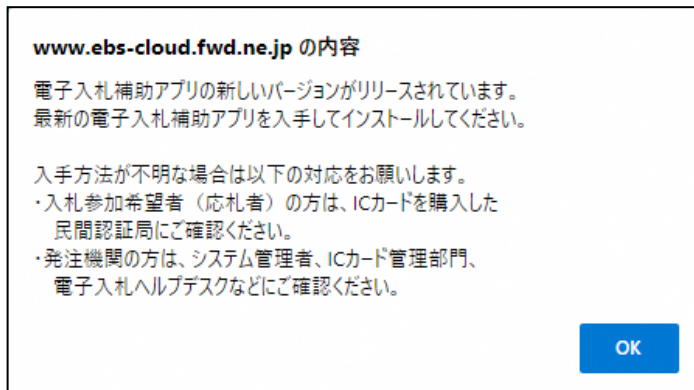 www.ebs-cloud.fwd.ne.jp の内容
電子入札補助アプリの新しいバージョンがリリースされています。
最新の電子入札補助アプリを入手してインストールしてください。
入手方法が不明な場合は以下の対応をお願いします。
・入札参加希望者（応札者）の方は、ICカードを購入した
民間認証局にご確認ください。
・発注機関の方は、システム管理者、ICカード管理部門、
電子入札ヘルプデスクなどにご確認ください。
OK